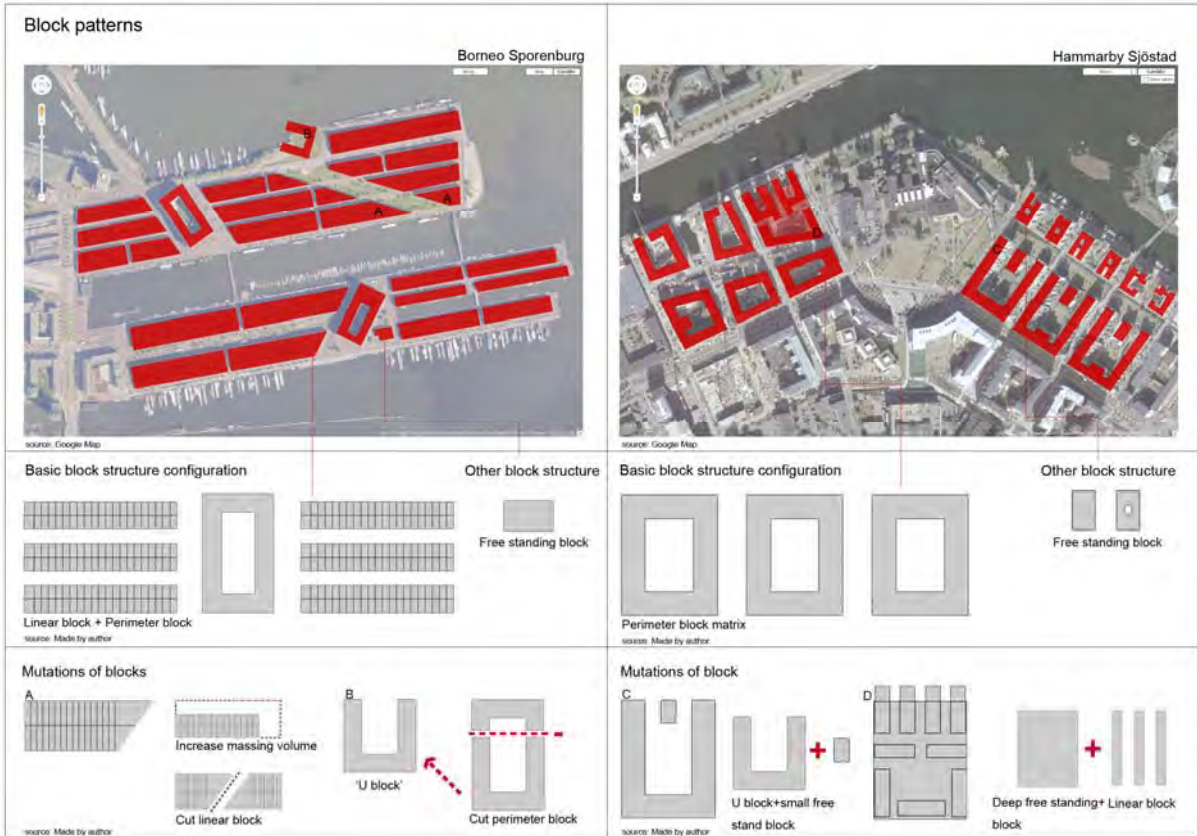 Block patterns
Borneo Sporenburg
B
A
A
source: Google Map
Basic block structure configuration
Other block structure
Free standing block
Linear block + Perimeter block
source: Made by author
Mutations of blocks
A
Increase massing volume
Cut linear block
B
'U block'
Cut perimeter block
source: Made by author
Hammarby Sjöstad
D
C
source: Google Map
Basic block structure configuration
Other block structure
Free standing block
Perimeter block matrix
source: Made by author
Mutations of block
C
U block+small free
stand block
D
Deep free standing+
block
Linear block
source: Made by author